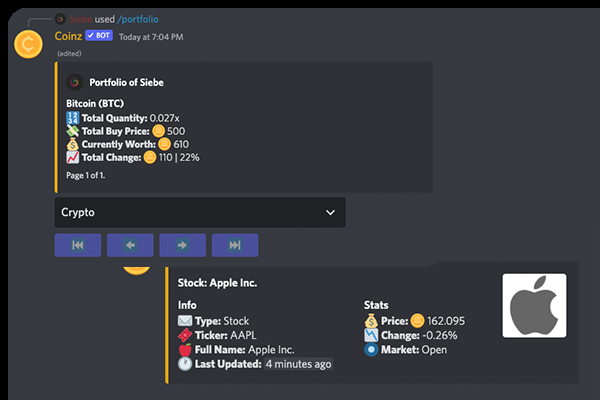 Siebe used /portfolio
Coinz ✓ BOT Today at 7:04 PM
(edited)
Portfolio of Siebe
Bitcoin (BTC)
🔢 Total Quantity: 0.027x
💸 Total Buy Price: 500
💰 Currently Worth: 610
📈 Total Change: 110 | 22%
Page 1 of 1.
Crypto
Stock: Apple Inc.
Info
✉️ Type: Stock
🎟️ Ticker: AAPL
🍎 Full Name: Apple Inc.
🕐 Last Updated: 4 minutes ago
Stats
💰 Price: 162.095
📉 Change: -0.26%
Market: Open